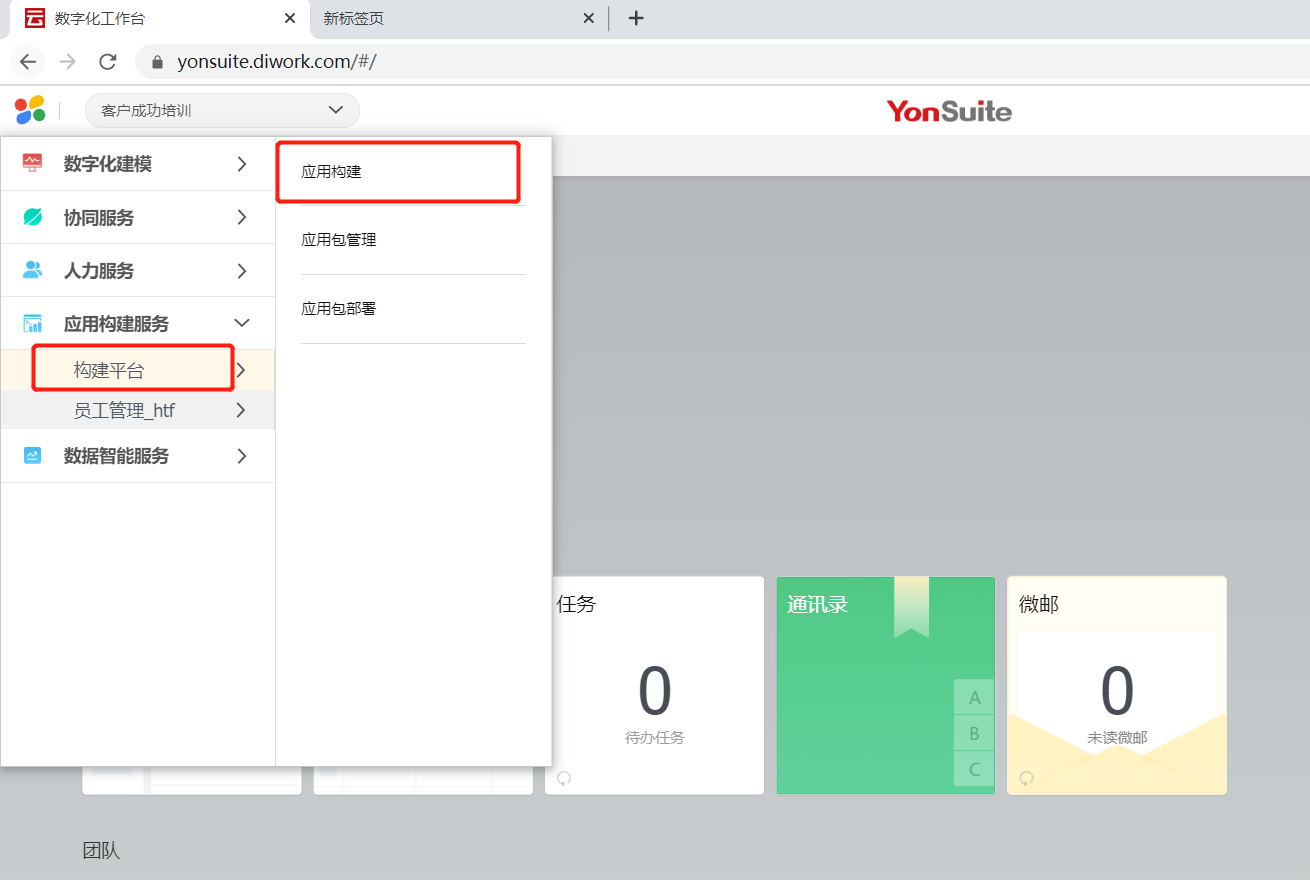 数字化工作台
新标签页
yonsuite.diwork.com/#/
客户成功培训
YonSuite
数字化建模
协同服务
人力服务
应用构建服务
构建平台
员工管理_htf
数据智能服务
应用构建
应用包管理
应用包部署
任务
0
待办任务
通讯录
A
B
C
微邮
0
未读微邮
团队